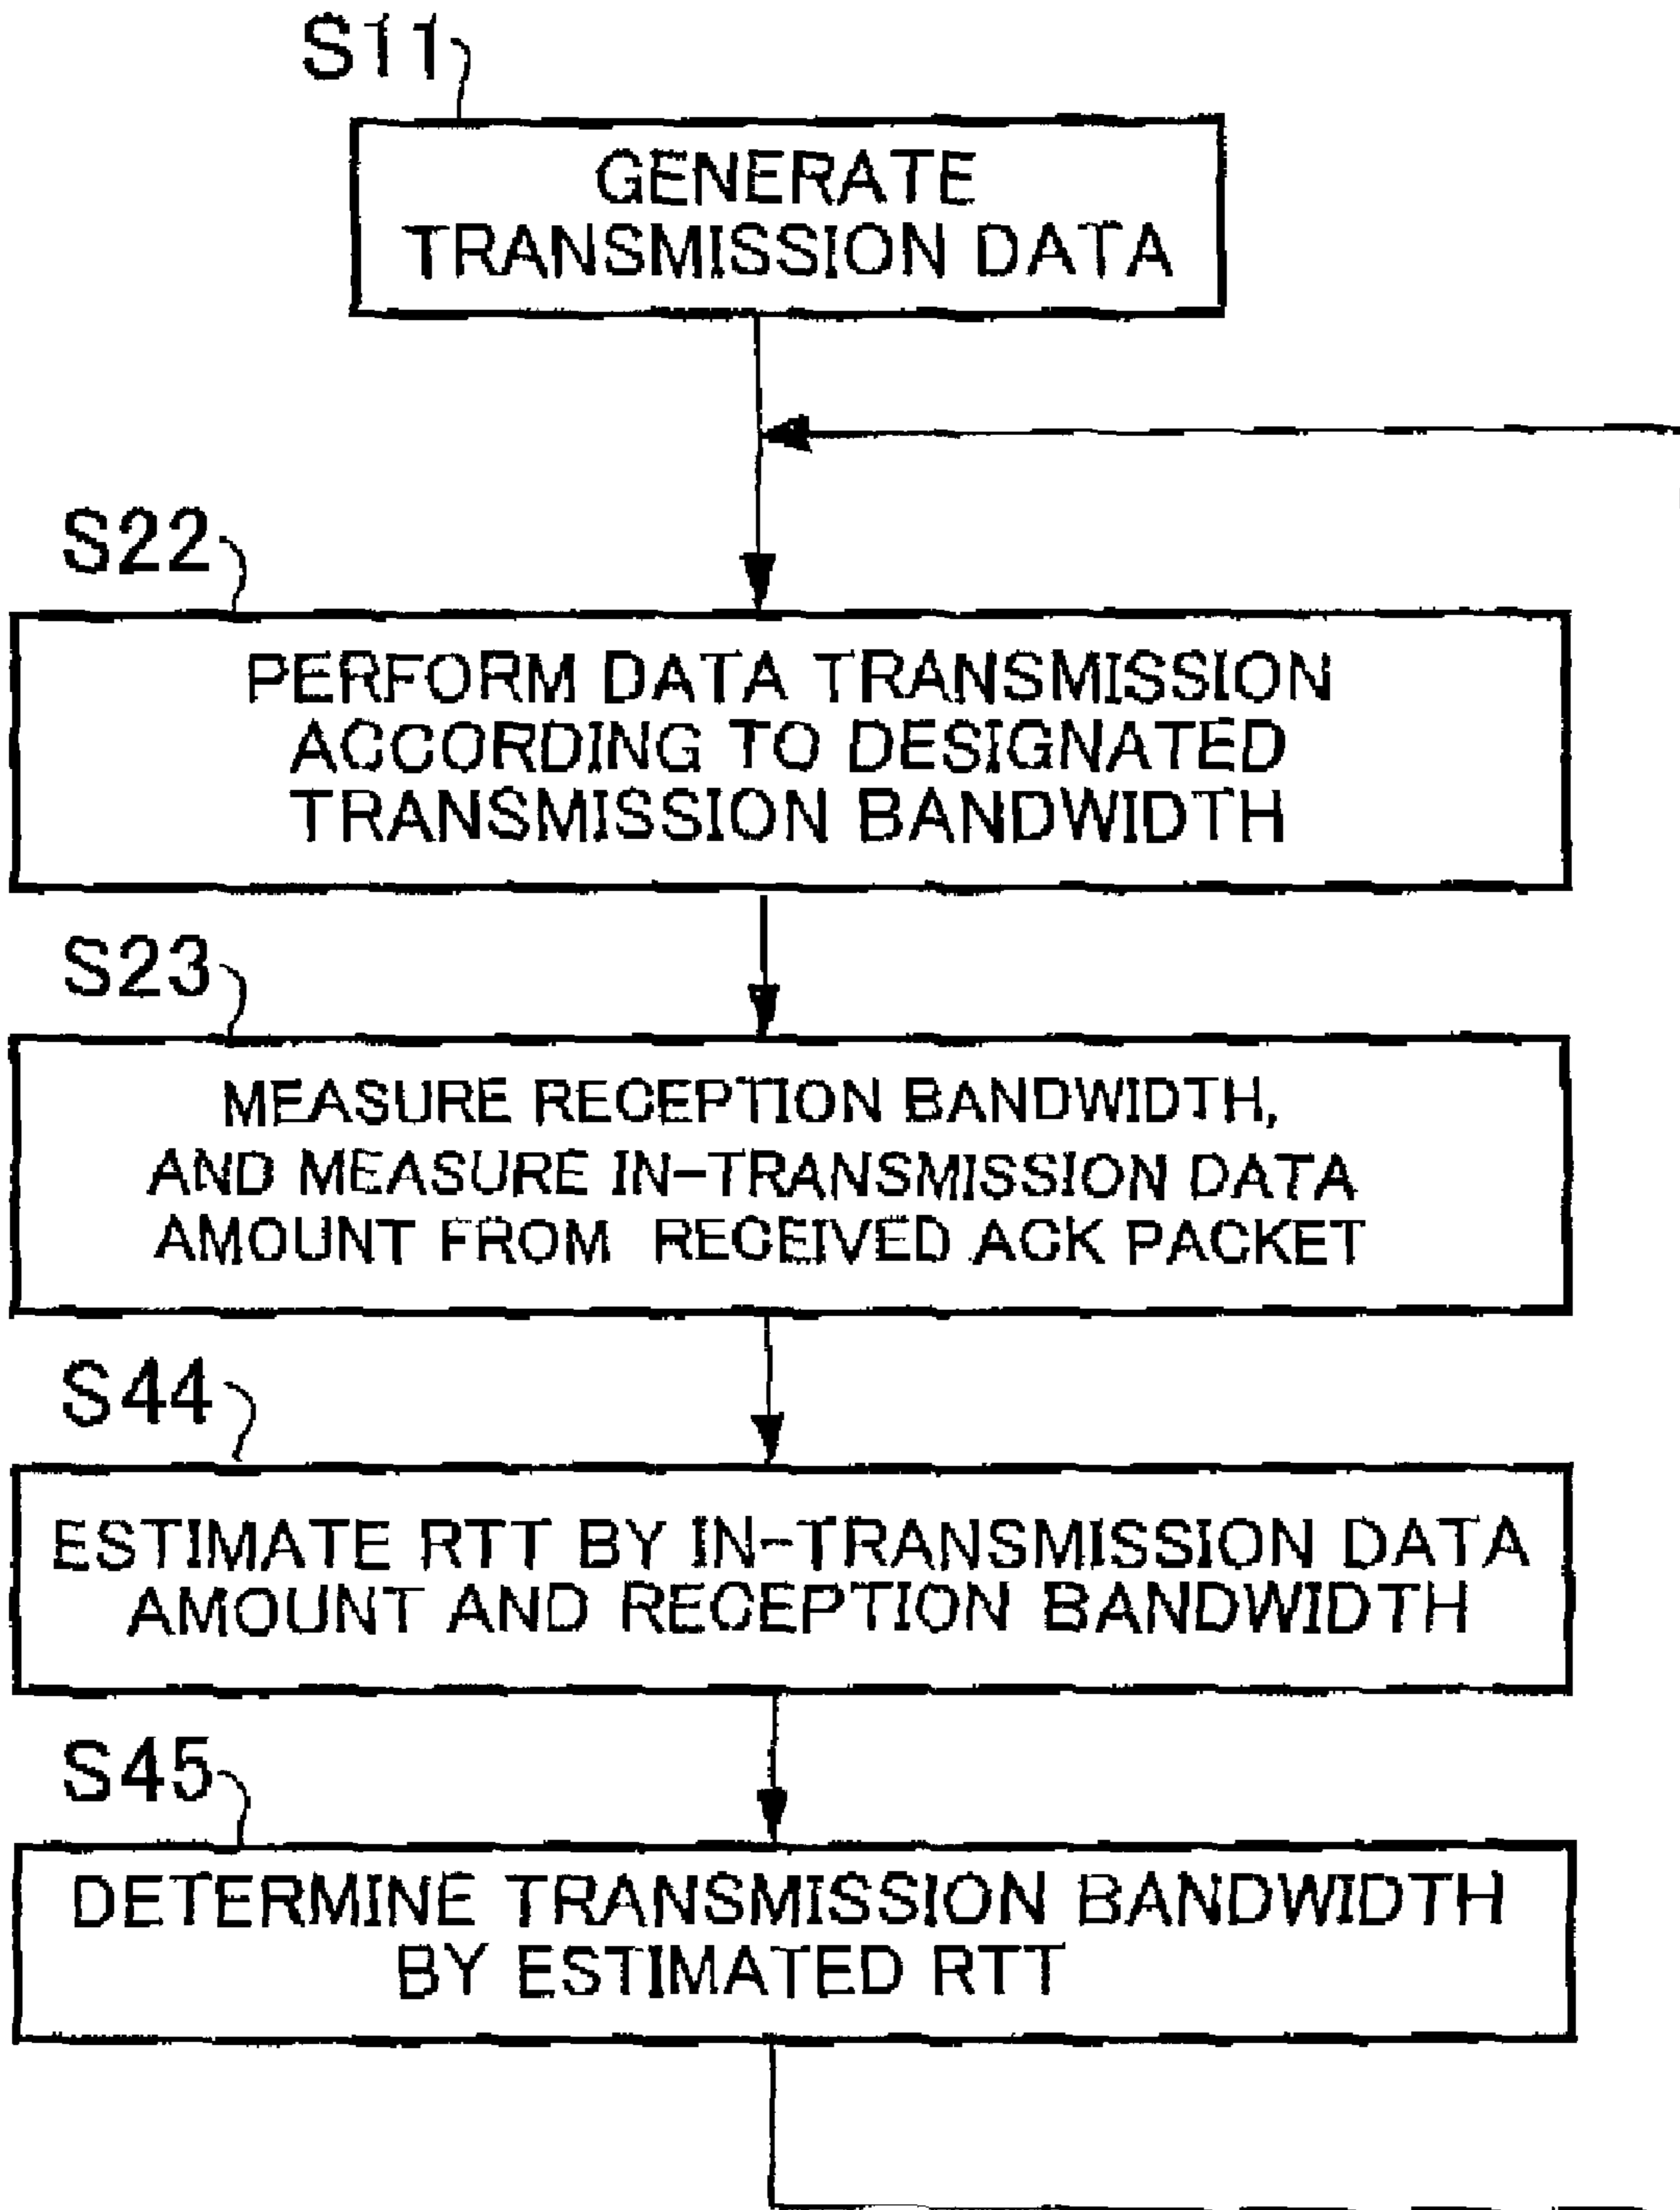 S11
GENERATE
TRANSMISSION DATA
S22
PERFORM DATA TRANSMISSION
ACCORDING TO DESIGNATED
TRANSMISSION BANDWIDTH
S23
MEASURE RECEPTION BANDWIDTH,
AND MEASURE IN-TRANSMISSION DATA
AMOUNT FROM RECEIVED ACK PACKET
S44
ESTIMATE RTT BY IN-TRANSMISSION DATA
AMOUNT AND RECEPTION BANDWIDTH
S45
DETERMINE TRANSMISSION BANDWIDTH
BY ESTIMATED RTT